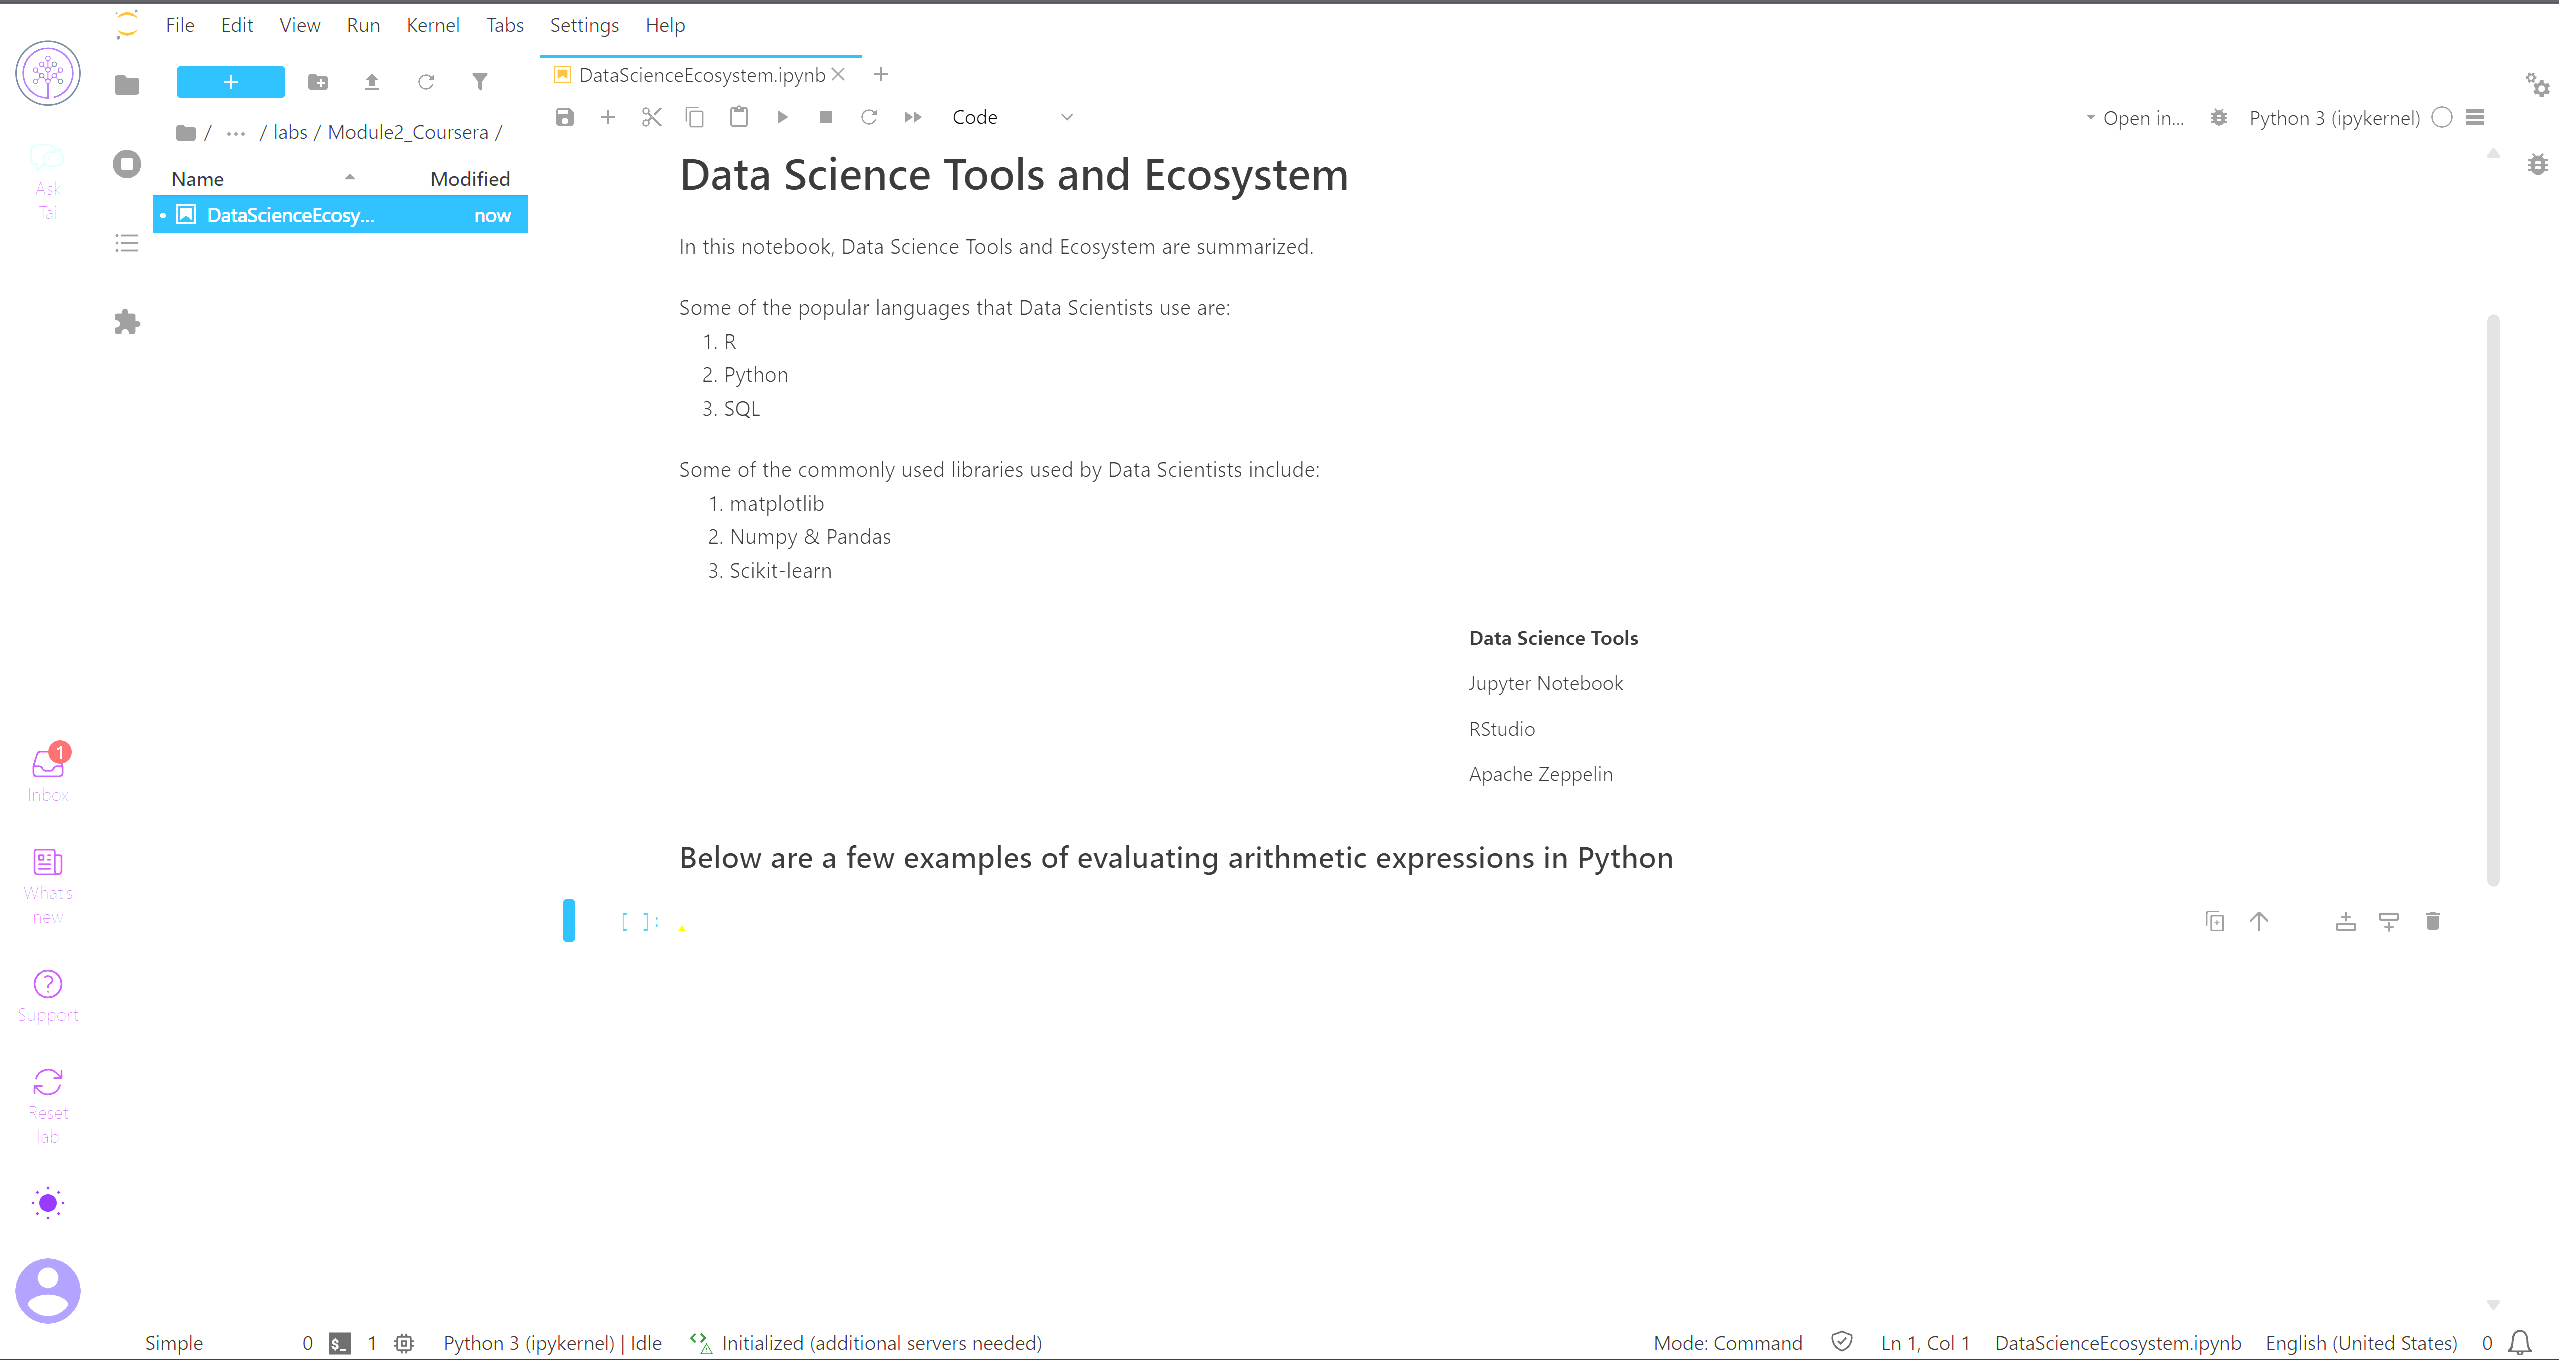 File Edit View Run Kernel Tabs Settings Help
DataScienceEcosystem.ipynb
Code
Open in...
Python 3 (ipykernel)
/ ... / labs / Module2_Coursera /
Name Modified
DataScienceEcosy... now
Ask
Tai
Data Science Tools and Ecosystem
In this notebook, Data Science Tools and Ecosystem are summarized.
Some of the popular languages that Data Scientists use are:
1. R
2. Python
3. SQL
Some of the commonly used libraries used by Data Scientists include:
1. matplotlib
2. Numpy & Pandas
3. Scikit-learn
Data Science Tools
Jupyter Notebook
RStudio
Apache Zeppelin
Below are a few examples of evaluating arithmetic expressions in Python
[ ]:
1
Inbox
What's
new
Support
Reset
lab
Simple 0 $_ 1 Python 3 (ipykernel) | Idle Initialized (additional servers needed) Mode: Command Ln 1, Col 1 DataScienceEcosystem.ipynb English (United States) 0